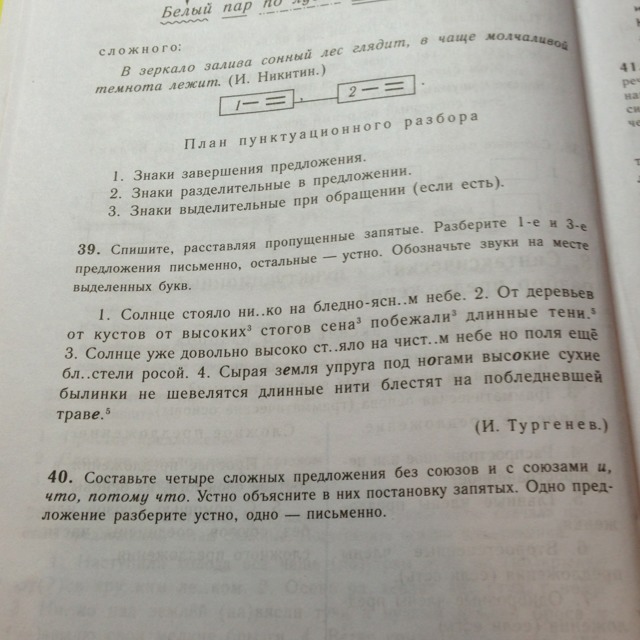 Белый пар по
сложного:
В зеркало залива сонный лес глядит, в чаще молчаливой
темнота лежит. (И. Никитин.)
1 — = , 2 — = .
План пунктуационного разбора
1. Знаки завершения предложения.
2. Знаки разделительные в предложении.
3. Знаки выделительные при обращении (если есть).
39. Спишите, расставляя пропущенные запятые. Разберите 1-е и 3-е
предложения письменно, остальные — устно. Обозначьте звуки на месте
выделенных букв.
1. Солнце стояло ни..ко на бледно-ясн..м небе. 2. От деревьев
от кустов от высоких³ стогов сена³ побежали³ длинные тени.⁵
3. Солнце уже довольно высоко ст..яло на чист..м небе но поля ещё
бл..стели росой. 4. Сырая земля упруга под ногами высокие сухие
былинки не шевелятся длинные нити блестят на побледневшей
траве.⁵
(И. Тургенев.)
40. Составьте четыре сложных предложения без союзов и с союзами и,
что, потому что. Устно объясните в них постановку запятых. Одно пред-
ложение разберите устно, одно — письменно.
41.